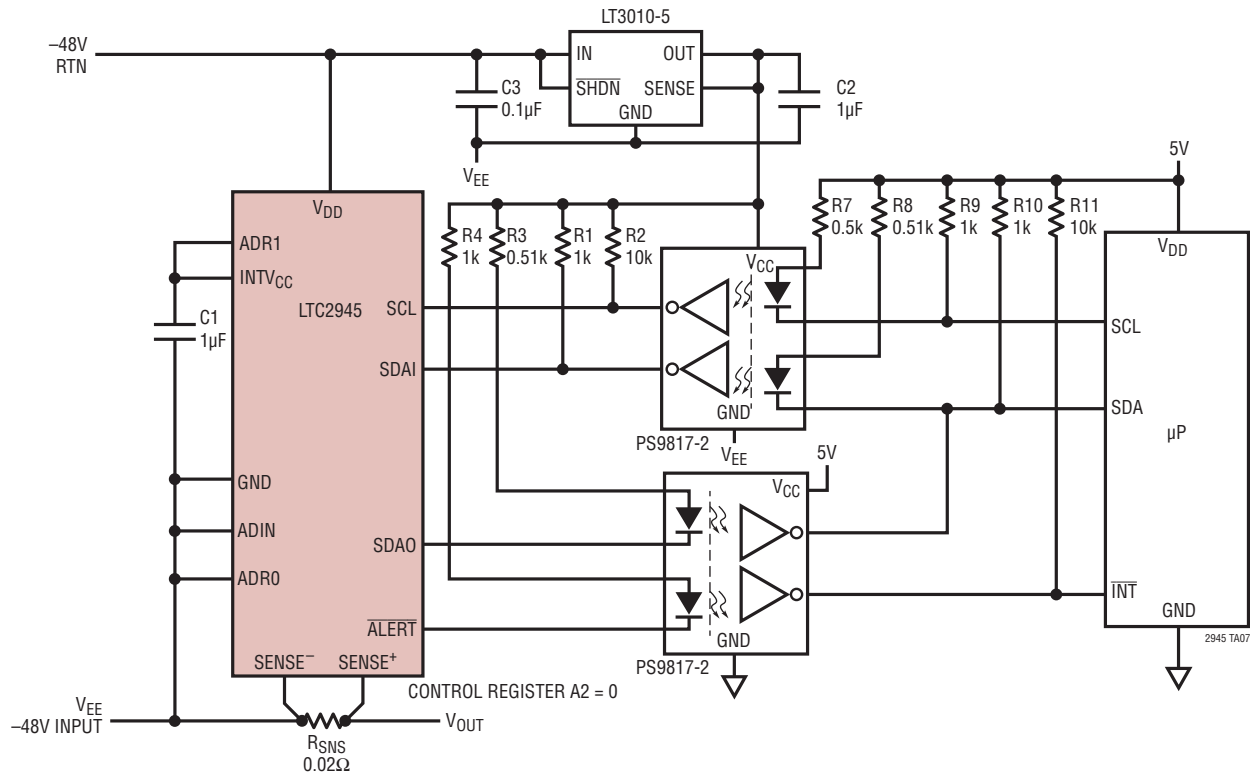 LT3010-5
–48V
RTN
IN
OUT
SHDN
SENSE
GND
C3
0.1µF
C2
1µF
VEE
5V
VDD
R4
1k
R3
0.51k
R1
1k
R2
10k
R7
0.5k
R8
0.51k
R9
1k
R10
1k
R11
10k
VCC
VDD
ADR1
INTVCC
LTC2945
SCL
SCL
C1
1µF
SDAI
SDA
GND
µP
PS9817-2
VEE
5V
VCC
GND
ADIN
SDAO
ADR0
INT
ALERT
GND
GND
2945 TA07
PS9817-2
SENSE–
SENSE+
CONTROL REGISTER A2 = 0
VEE
–48V INPUT
VOUT
RSNS
0.02Ω